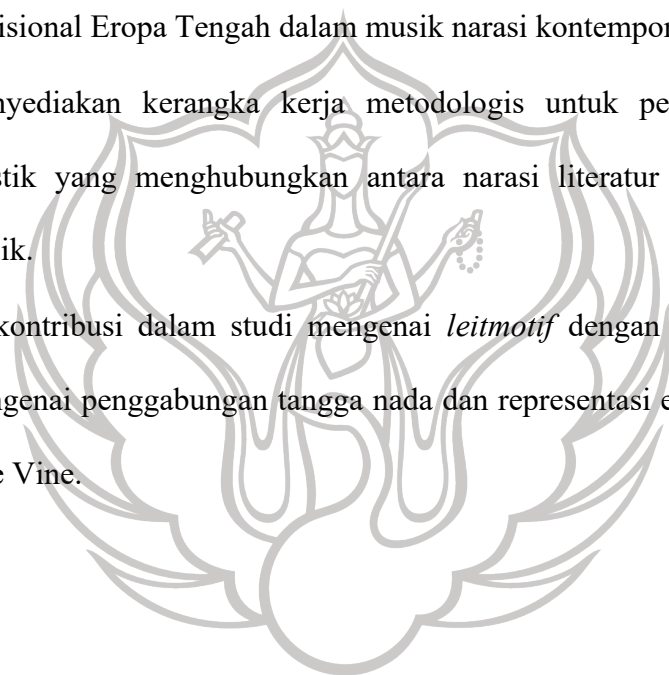 isional Eropa Tengah dalam musik narasi kontempor
nyediakan kerangka kerja metodologis untuk pe
stik yang menghubungkan antara narasi literatur
ik.
kontribusi dalam studi mengenai leitmotif dengan
ngenai penggabungan tangga nada dan representasi e
e Vine.